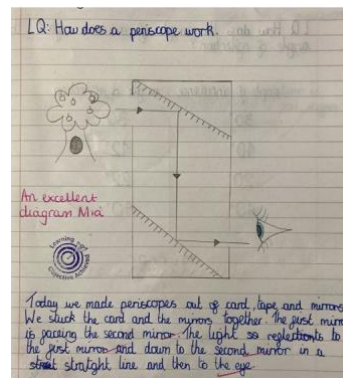 LQ: How does a periscope work.
An excellent
diagram Mia
Learning
Objective Achieved
Today we made periscopes out of card, tape and mirrors.
We stuck the card and the mirrors together. The first mirror
is facing the second mirror. The light so
the first mirror and down to the second mirror in a
straight line and then to the eye.